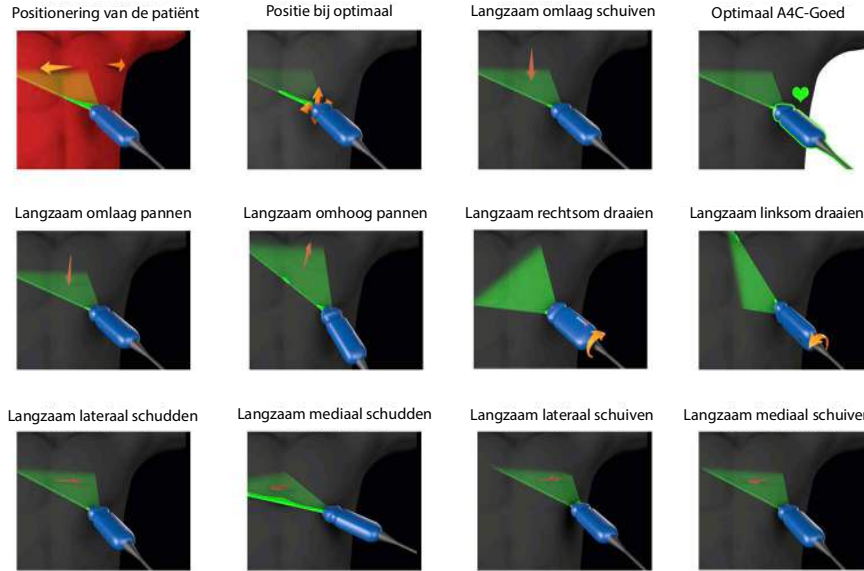 Positionering van de patiënt
Positie bij optimaal
Langzaam omlaag schuiven
Optimaal A4C-Goed
Langzaam omlaag pannen
Langzaam omhoog pannen
Langzaam rechtsom draaien
Langzaam linksom draaien
Langzaam lateraal schudden
Langzaam mediaal schudden
Langzaam lateraal schuiven
Langzaam mediaal schuiven